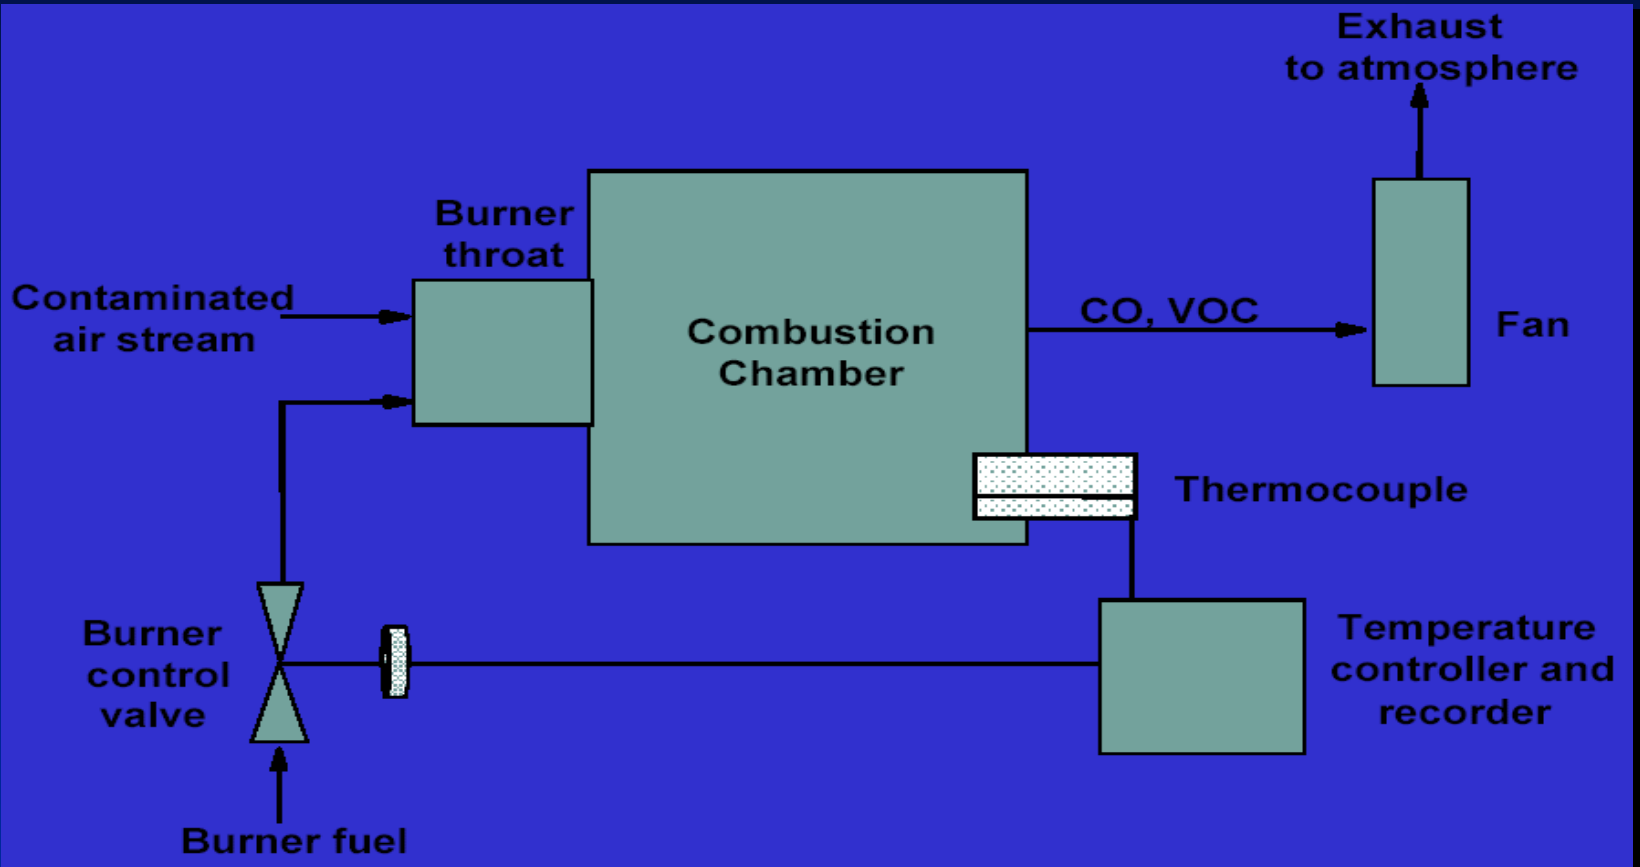 Exhaust
to atmosphere
Burner
throat
Contaminated
air stream
Combustion
Chamber
CO, VOC
Fan
Thermocouple
Burner
control
valve
Temperature
controller and
recorder
Burner fuel